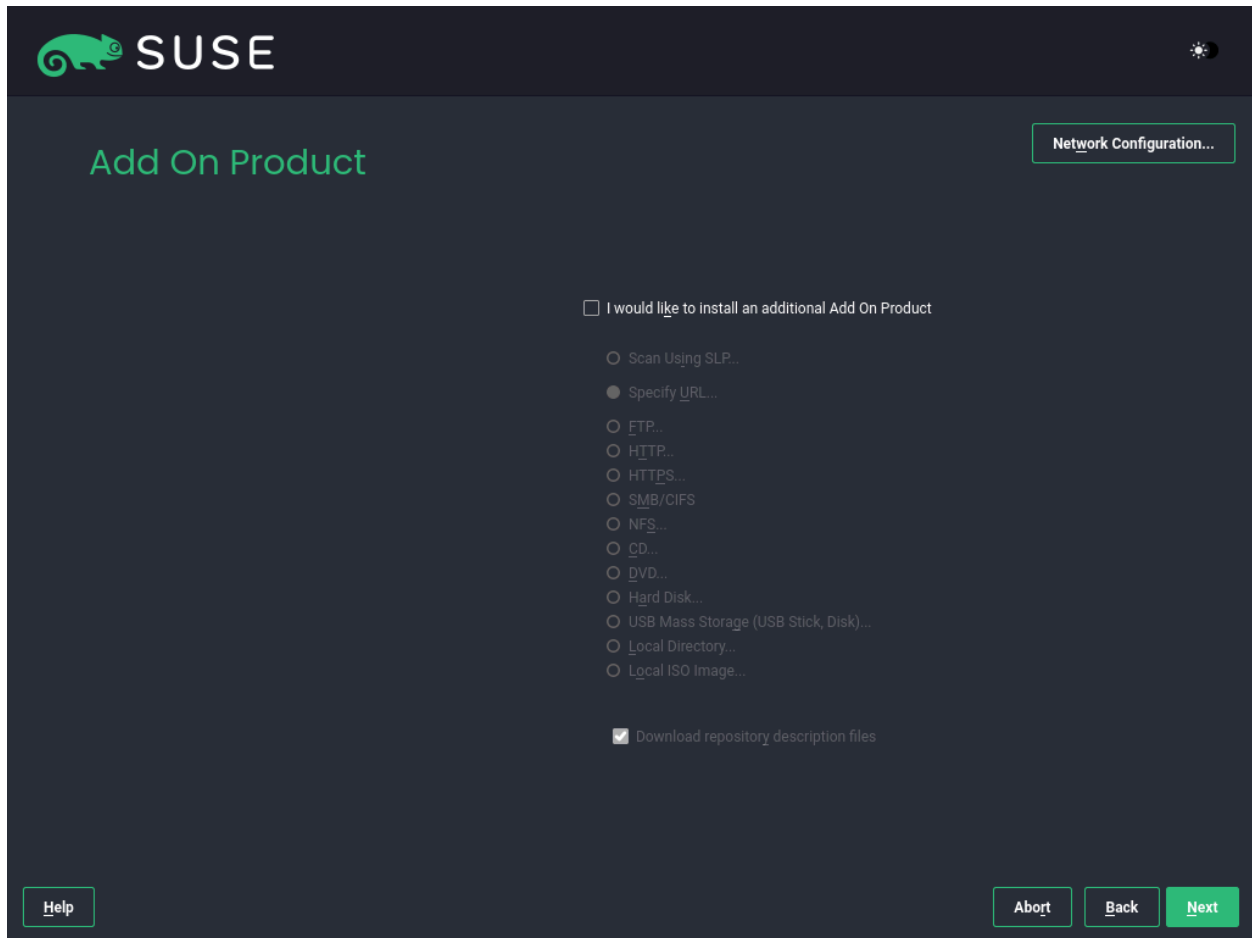 SUSE
Network Configuration...
Add On Product
I would like to install an additional Add On Product
Scan Using SLP...
Specify URL...
FTP...
HTTP...
HTTPS...
SMB/CIFS
NFS...
CD...
DVD...
Hard Disk...
USB Mass Storage (USB Stick, Disk)...
Local Directory...
Local ISO Image...
Download repository description files
Help
Abort
Back
Next